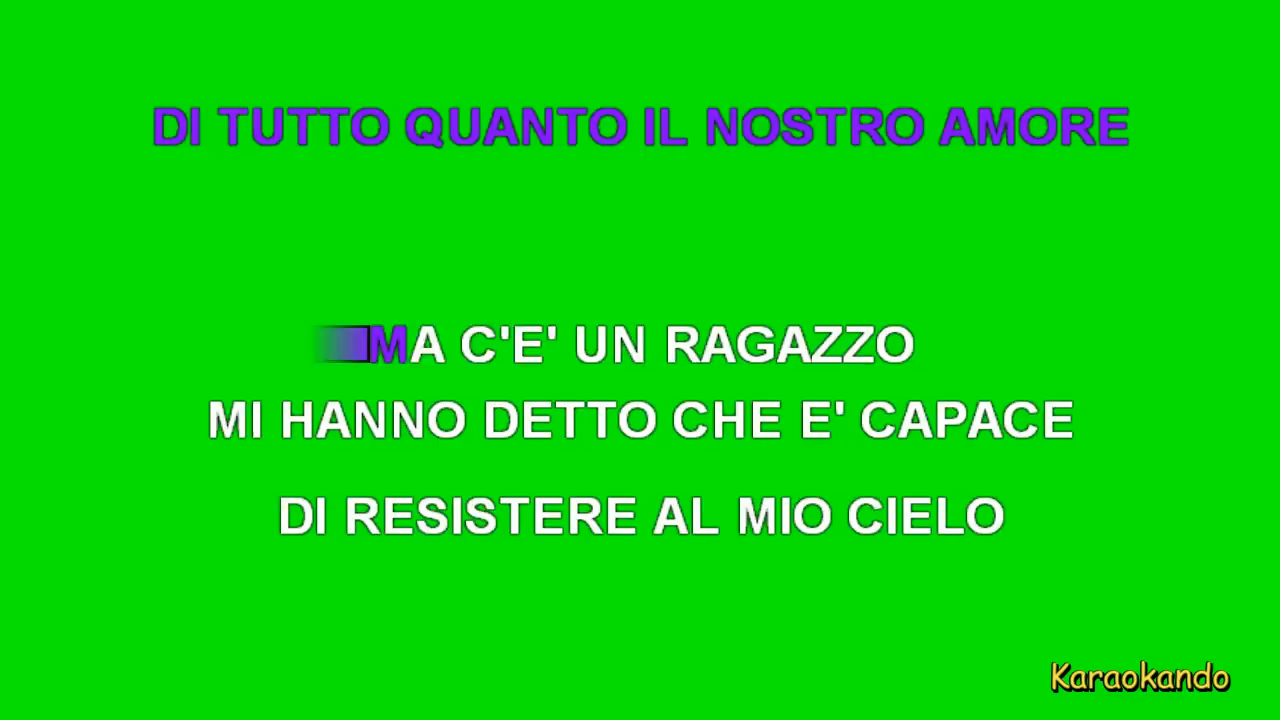 DI TUTTO QUANTO IL NOSTRO AMORE
MA C'E' UN RAGAZZO
MI HANNO DETTO CHE E' CAPACE
DI RESISTERE AL MIO CIELO
Karaokando